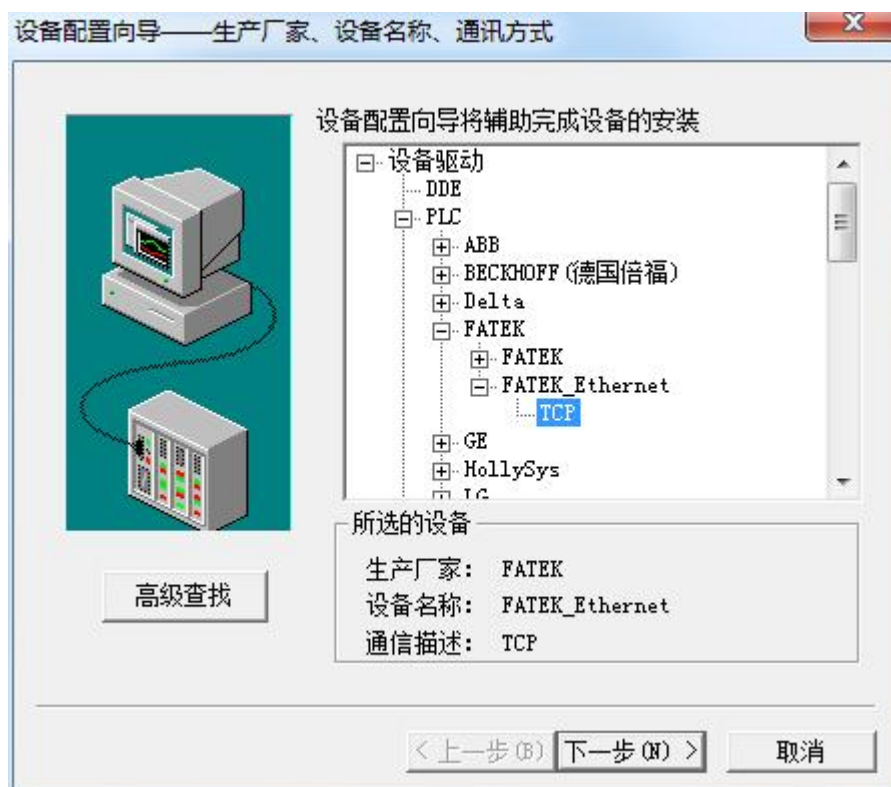 设备配置向导——生产厂家、设备名称、通讯方式
设备配置向导将辅助完成设备的安装
设备驱动
DDE
PLC
ABB
BECKHOFF(德国倍福)
Delta
FATEK
FATEK
FATEK_Ethernet
TCP
GE
HollySys
LG
所选的设备
生产厂家： FATEK
设备名称： FATEK_Ethernet
通信描述： TCP
高级查找
<上一步(B)
下一步(N) >
取消